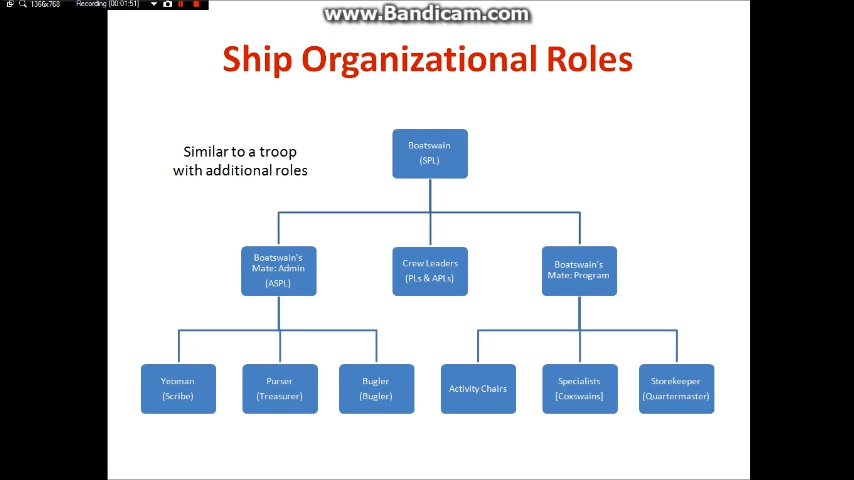 1366x768
Recording [00:01:51]
www.Bandicam.com
Ship Organizational Roles
Similar to a troop
with additional roles
Boatswain
(SPL)
Boatswain's
Mate: Admin
(ASPL)
Crew Leaders
(PLs & APLs)
Boatswain's
Mate: Program
Yeoman
(Scribe)
Purser
(Treasurer)
Bugler
(Bugler)
Activity Chairs
Specialists
[Coxswains]
Storekeeper
(Quartermaster)